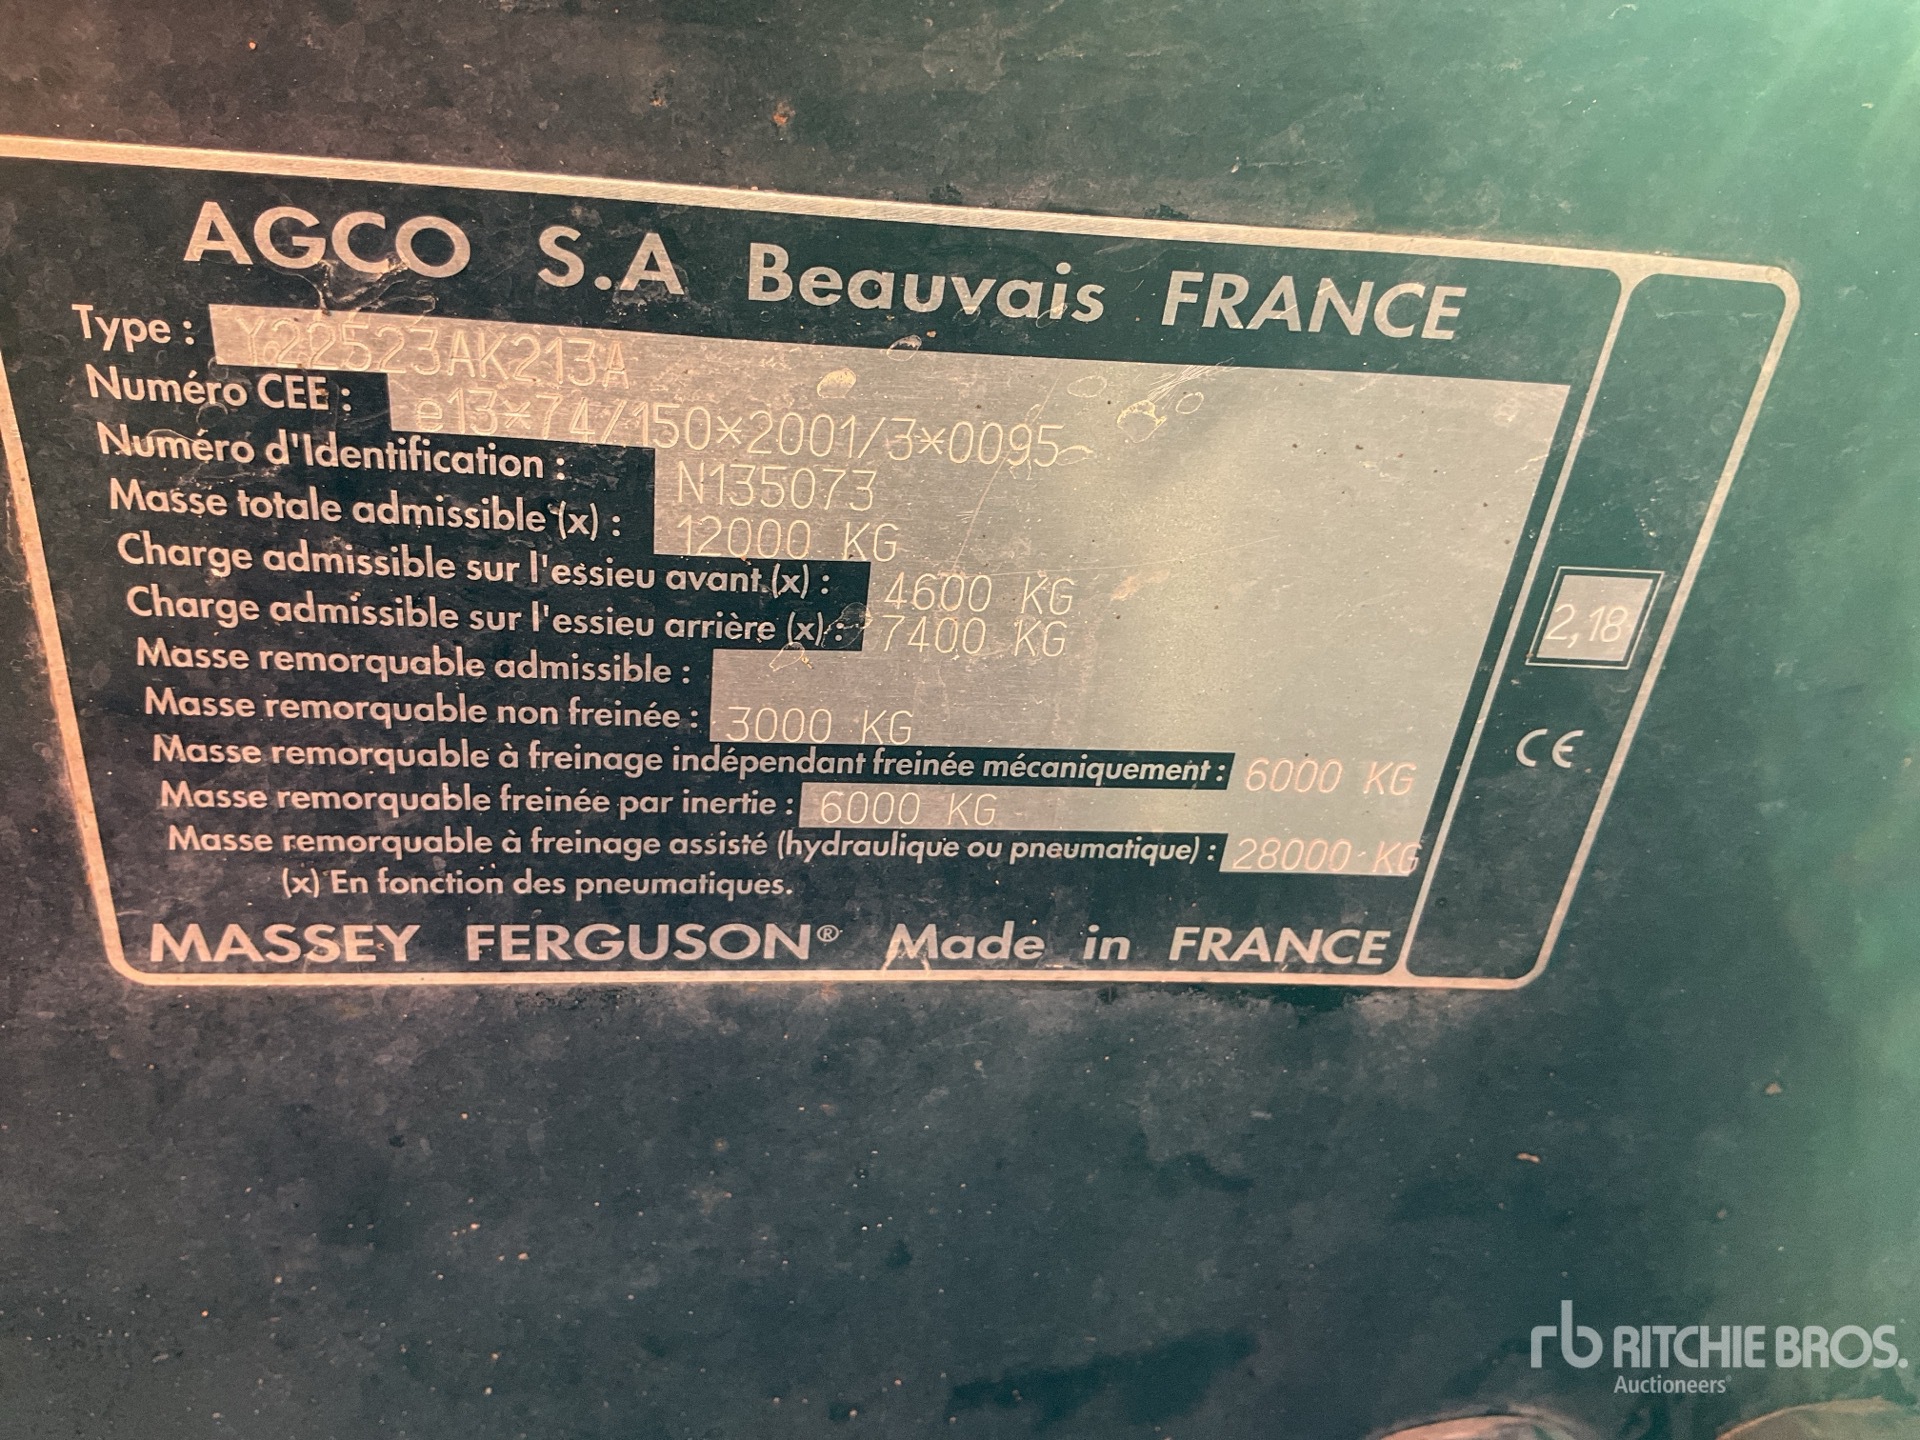 AGCO S.A Beauvais FRANCE
Type : Y22523AK213A
Numéro CEE : e13*74/150*2001/3*0095
Numéro d'Identification : N135073
Masse totale admissible (x) : 12000 KG
Charge admissible sur l'essieu avant (x) : 4600 KG
Charge admissible sur l'essieu arrière (x) : 7400 KG
Masse remorquable admissible :
Masse remorquable non freinée : 3000 KG
Masse remorquable à freinage indépendant freinée mécaniquement : 6000 KG
Masse remorquable freinée par inertie : 6000 KG
Masse remorquable à freinage assisté (hydraulique ou pneumatique) : 28000 KG
(x) En fonction des pneumatiques.
MASSEY FERGUSON® Made in FRANCE
2,18
CE
rb RITCHIE BROS.
Auctioneers